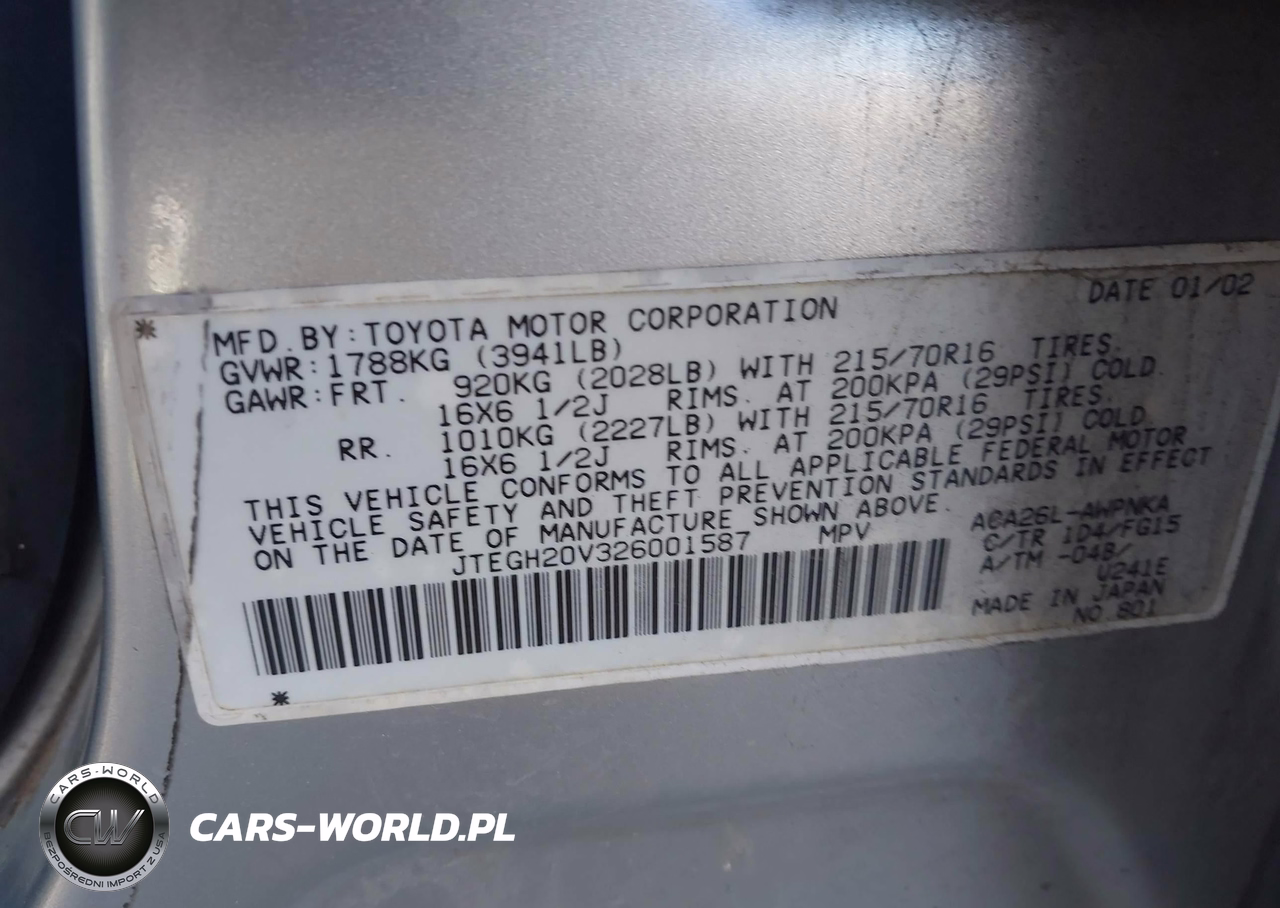 DATE 01/02
MFD. BY: TOYOTA MOTOR CORPORATION
GVWR: 1788KG (3941LB)
GAWR: FRT. 920KG (2028LB) WITH 215/70R16 TIRES.
16X6 1/2J RIMS. AT 200KPA (29PSI) COLD.
RR. 1010KG (2227LB) WITH 215/70R16 TIRES.
16X6 1/2J RIMS. AT 200KPA (29PSI) COLD.
THIS VEHICLE CONFORMS TO ALL APPLICABLE FEDERAL MOTOR
VEHICLE SAFETY AND THEFT PREVENTION STANDARDS IN EFFECT
ON THE DATE OF MANUFACTURE SHOWN ABOVE.
JTEGH20V326001587 MPV
ACA26L-AWPNKA
C/TR 1D4/FG15
A/TM -04B/
U241E
MADE IN JAPAN
NO.801
CARS-WORLD
CW
BEZPOŚREDNI IMPORT Z USA
CARS-WORLD.PL